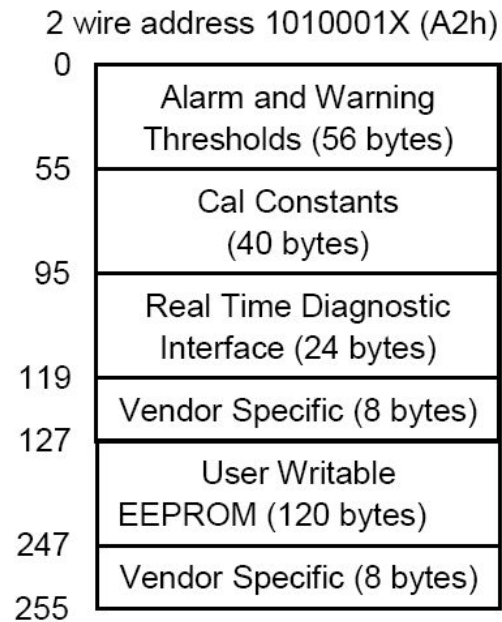 2 wire address 1010001X (A2h)
0
Alarm and Warning
Thresholds (56 bytes)
55
Cal Constants
(40 bytes)
95
Real Time Diagnostic
Interface (24 bytes)
119
Vendor Specific (8 bytes)
127
User Writable
EEPROM (120 bytes)
247
Vendor Specific (8 bytes)
255